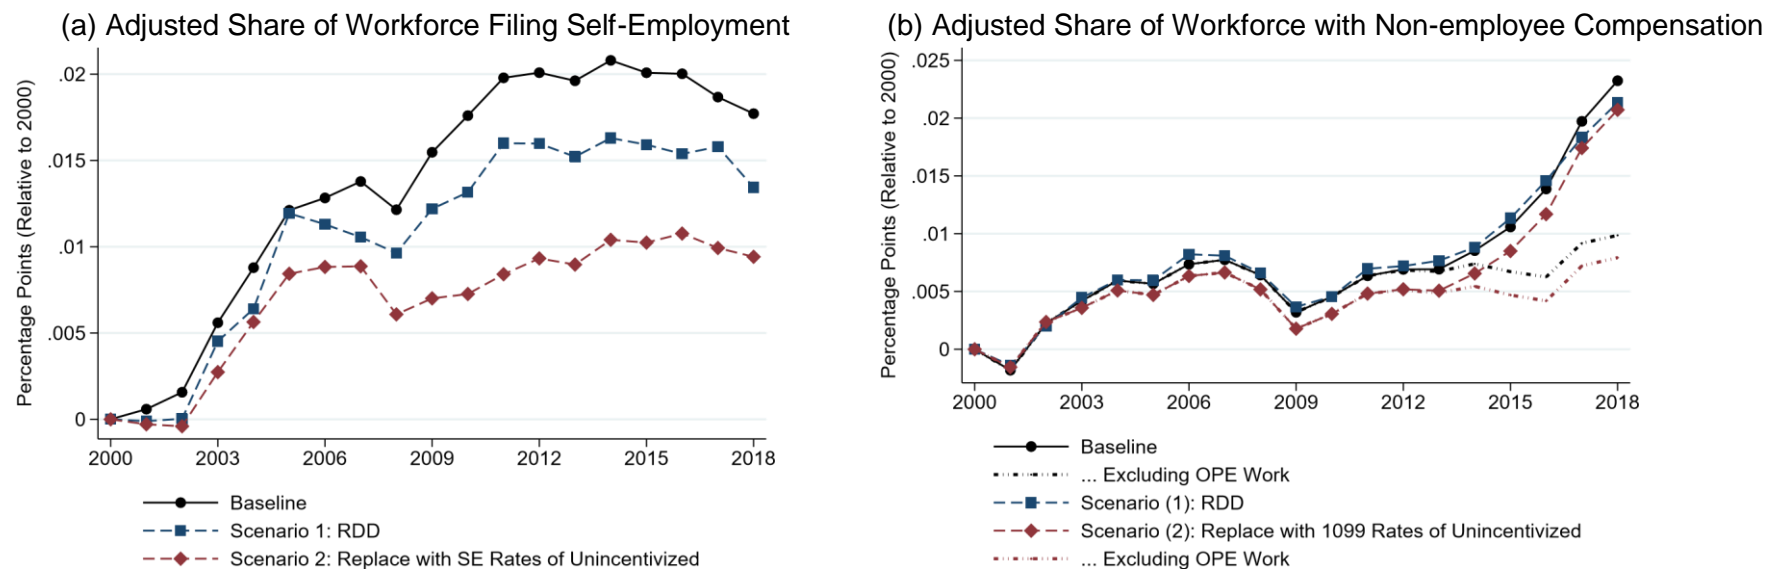 (a) Adjusted Share of Workforce Filing Self-Employment
Percentage Points (Relative to 2000)
.02
.015
.01
.005
0
2000 2003 2006 2009 2012 2015 2018
Baseline
Scenario 1: RDD
Scenario 2: Replace with SE Rates of Unincentivized
(b) Adjusted Share of Workforce with Non-employee Compensation
Percentage Points (Relative to 2000)
.025
.02
.015
.01
.005
0
2000 2003 2006 2009 2012 2015 2018
Baseline
... Excluding OPE Work
Scenario (1): RDD
Scenario (2): Replace with 1099 Rates of Unincentivized
... Excluding OPE Work